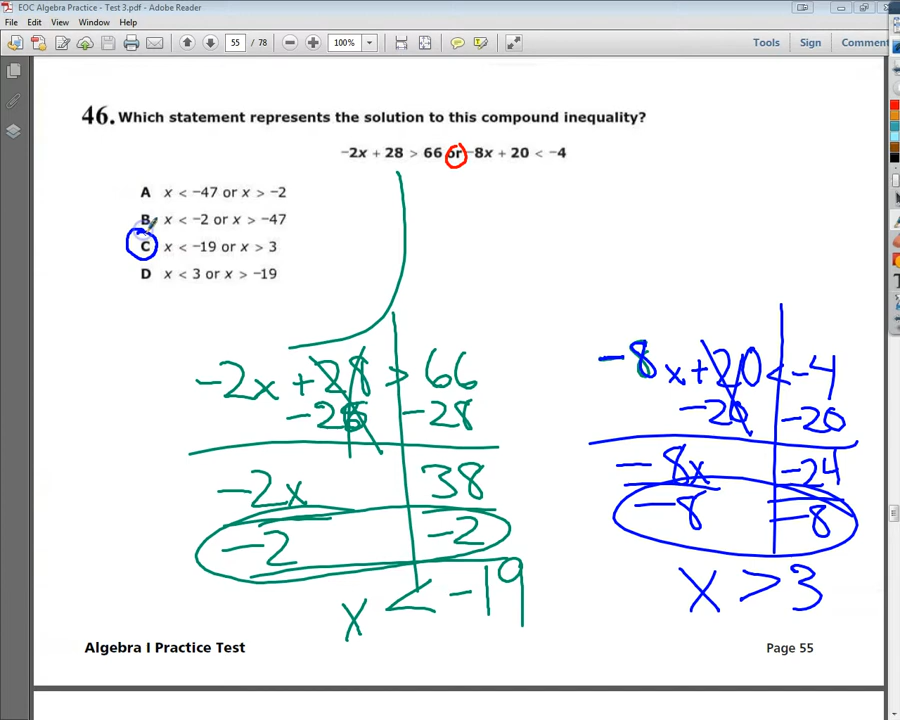 EOC Algebra Practice - Test 3.pdf - Adobe Reader
File Edit View Window Help
55 / 78 100% Tools Sign Comment
46. Which statement represents the solution to this compound inequality?
-2x + 28 > 66 or -8x + 20 < -4
A x < -47 or x > -2
B x < -2 or x > -47
C x < -19 or x > 3
D x < 3 or x > -19
-2x + 28 > 66
-28 -28
-2x 38
-2 -2
x < -19
-8x + 20 < -4
-20 -20
-8x -24
-8 -8
x > 3
Algebra I Practice Test Page 55